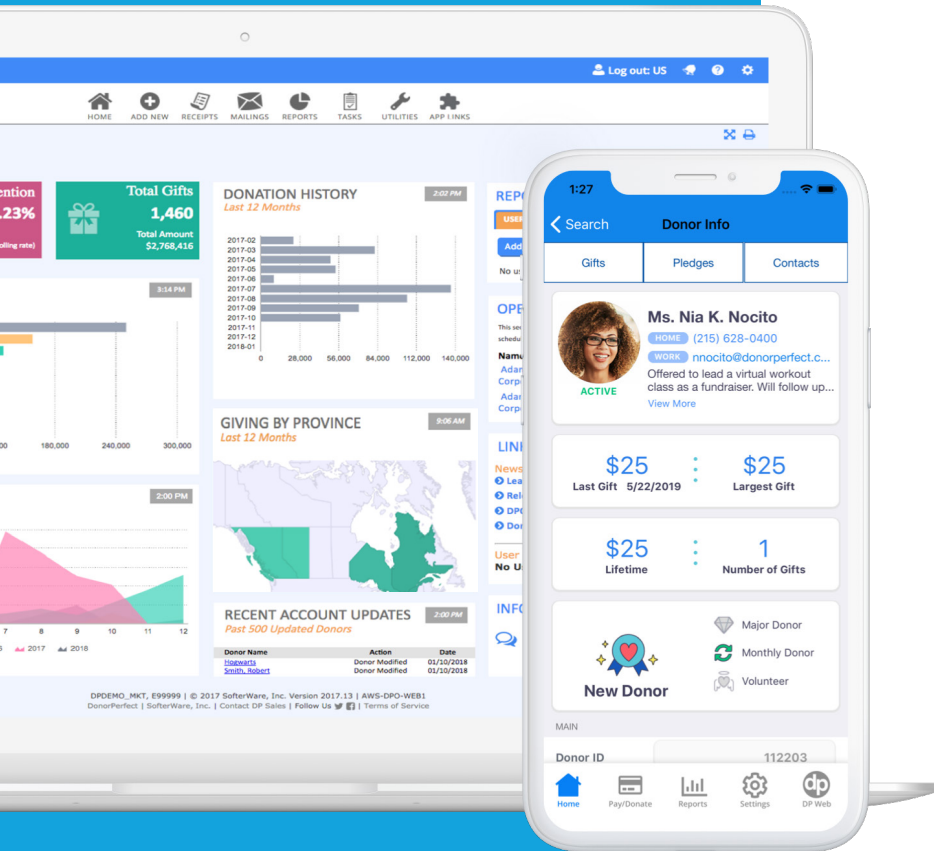 Log out: US
HOME ADD NEW RECEIPTS MAILINGS REPORTS TASKS UTILITIES APP LINKS
.23%
Total Gifts
1,460
Total Amount
$2,768,416
DONATION HISTORY
2:02 PM
Last 12 Months
2017-02
2017-03
2017-04
2017-05
2017-06
2017-07
2017-08
2017-09
2017-10
2017-11
2017-12
2018-01
0 28,000 56,000 84,000 112,000 140,000
3:14 PM
180,000 240,000 300,000
GIVING BY PROVINCE
9:05 AM
Last 12 Months
2:00 PM
7 8 9 10 11 12
2017 2018
RECENT ACCOUNT UPDATES
2:00 PM
Past 500 Updated Donors
Donor Name Action Date
Hogwarts Donor Modified 01/10/2018
Smith, Robert Donor Modified 01/10/2018
Add
LIN
News
User
INF
DPDEMO_MKT, E99999 | © 2017 SofterWare, Inc. Version 2017.13 | AWS-DPO-WEB1
DonorPerfect | SofterWare, Inc. | Contact DP Sales | Follow Us | Terms of Service
1:27
Search
Donor Info
Gifts Pledges Contacts
Ms. Nia K. Nocito
HOME (215) 628-0400
WORK nnocito@donorperfect.c...
Offered to lead a virtual workout
class as a fundraiser. Will follow up...
View More
ACTIVE
$25 : $25
Last Gift 5/22/2019 Largest Gift
$25 : 1
Lifetime Number of Gifts
Major Donor
Monthly Donor
Volunteer
New Donor
MAIN
Donor ID 112203
Home Pay/Donate Reports Settings DP Web
dp